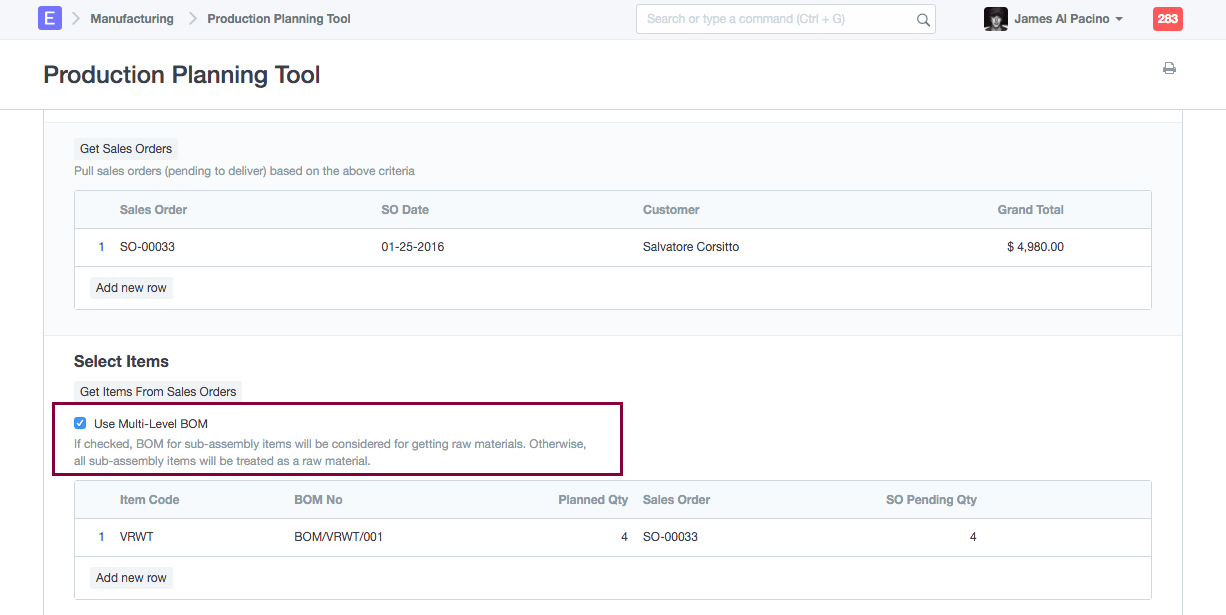 E Manufacturing Production Planning Tool Search or type a command (Ctrl + G) James Al Pacino 283
Production Planning Tool
Get Sales Orders
Pull sales orders (pending to deliver) based on the above criteria
Sales Order SO Date Customer Grand Total
1 SO-00033 01-25-2016 Salvatore Corsitto $ 4,980.00
Add new row
Select Items
Get Items From Sales Orders
Use Multi-Level BOM
If checked, BOM for sub-assembly items will be considered for getting raw materials. Otherwise,
all sub-assembly items will be treated as a raw material.
Item Code BOM No Planned Qty Sales Order SO Pending Qty
1 VRWT BOM/VRWT/001 4 SO-00033 4
Add new row